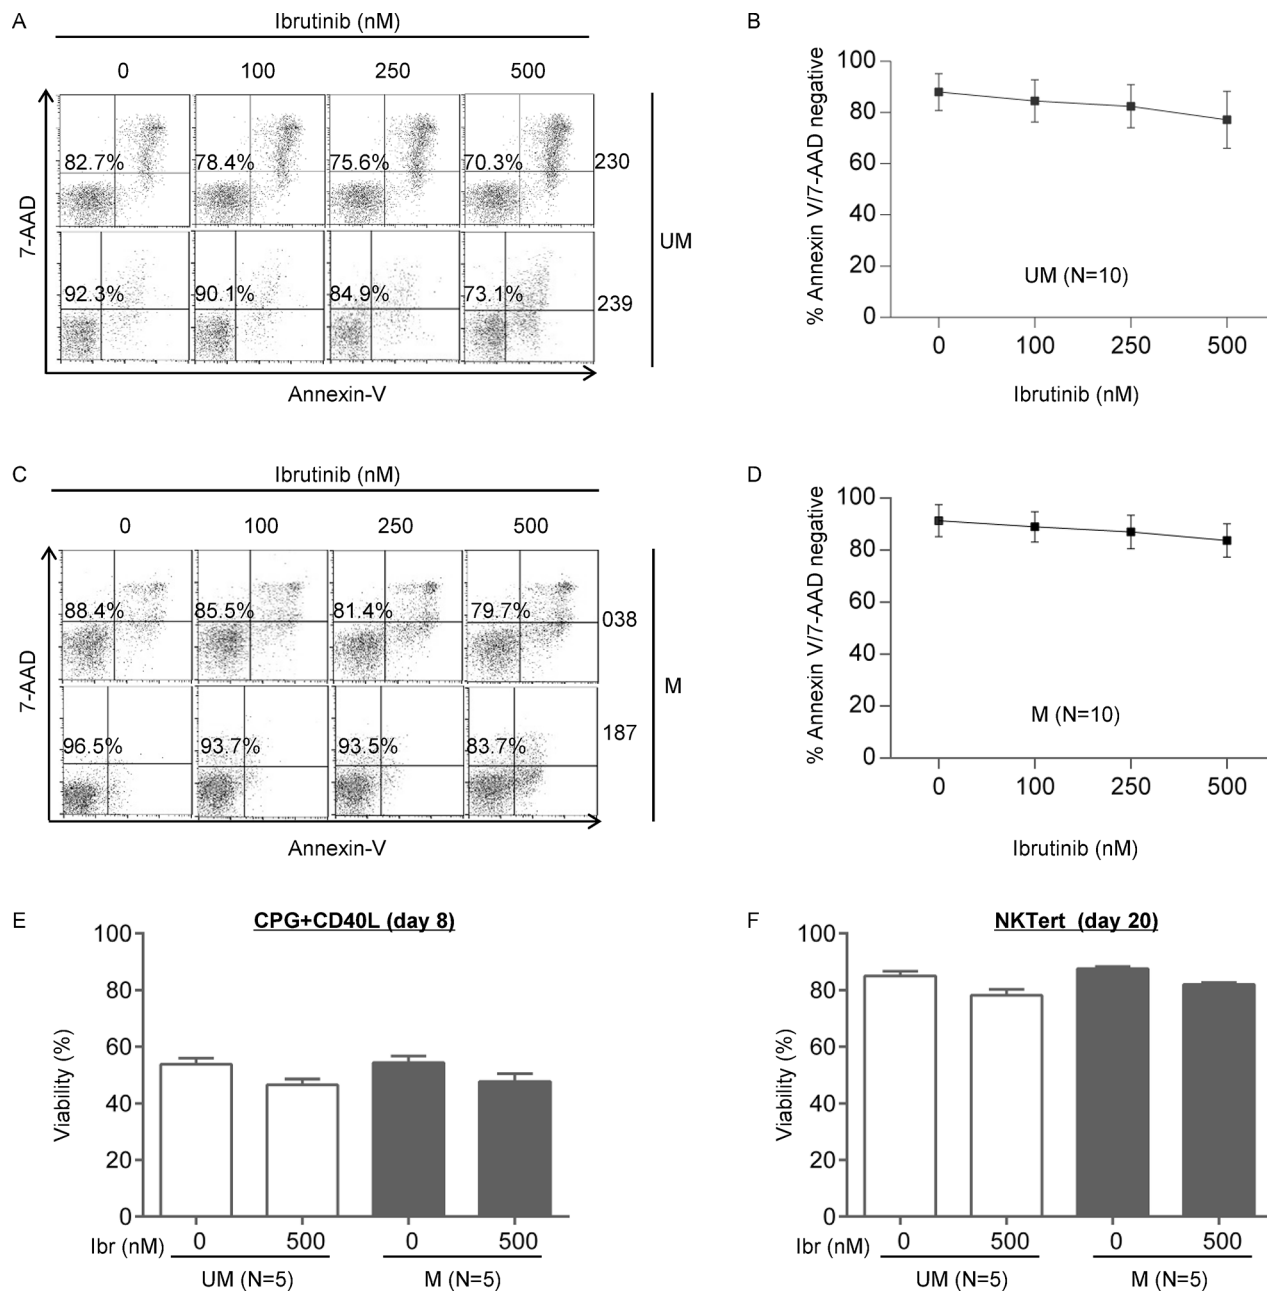 A
Ibrutinib (nM)
0 100 250 500
7-AAD
82.7% 78.4% 75.6% 70.3% 230
92.3% 90.1% 84.9% 73.1% 239
UM
Annexin-V
B
% Annexin V/7-AAD negative
100
80
60
40
20
0
UM (N=10)
0 100 250 500
Ibrutinib (nM)
C
Ibrutinib (nM)
0 100 250 500
7-AAD
88.4% 85.5% 81.4% 79.7% 038
96.5% 93.7% 93.5% 83.7% 187
M
Annexin-V
D
% Annexin V/7-AAD negative
100
80
60
40
20
0
M (N=10)
0 100 250 500
Ibrutinib (nM)
E
CPG+CD40L (day 8)
Viability (%)
100
80
60
40
20
0
Ibr (nM) 0 500 0 500
UM (N=5) M (N=5)
F
NKTert (day 20)
Viability (%)
100
80
60
40
20
0
Ibr (nM) 0 500 0 500
UM (N=5) M (N=5)